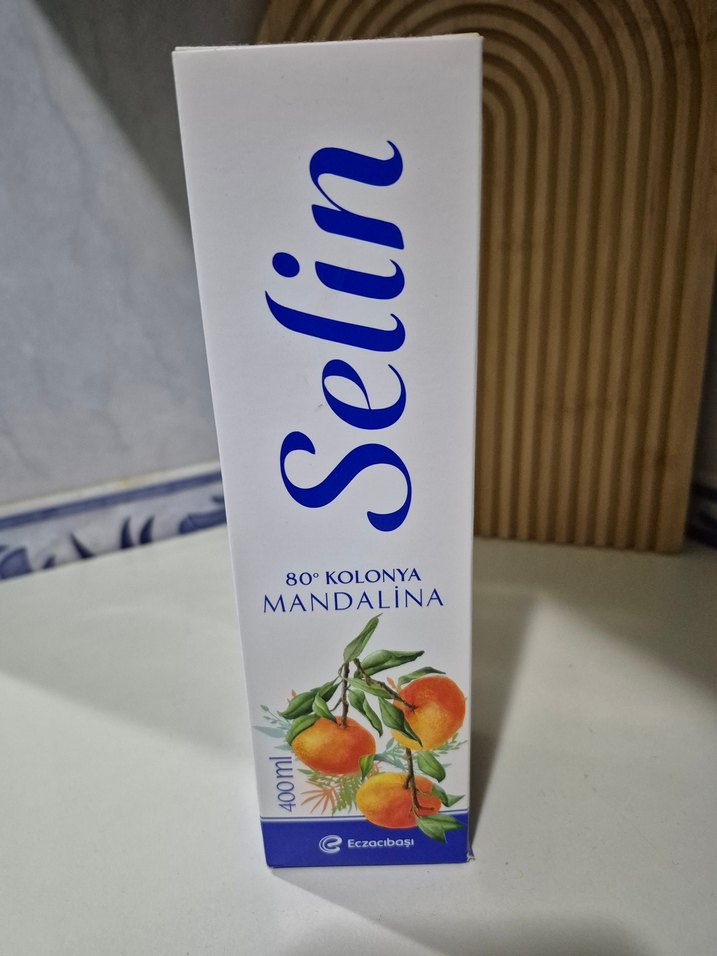 Selin
80° KOLONYA
MANDALİNA
400ml
Eczacıbaşı